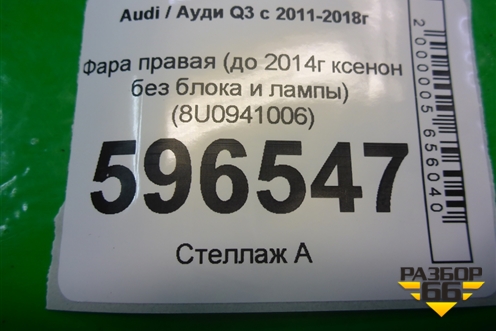 Audi / Ауди Q3 с 2011-2018г
Фара правая (до 2014г ксенон
без блока и лампы)
(8U0941006)
596547
Стеллаж А
2000005656040
РАЗБОР
66